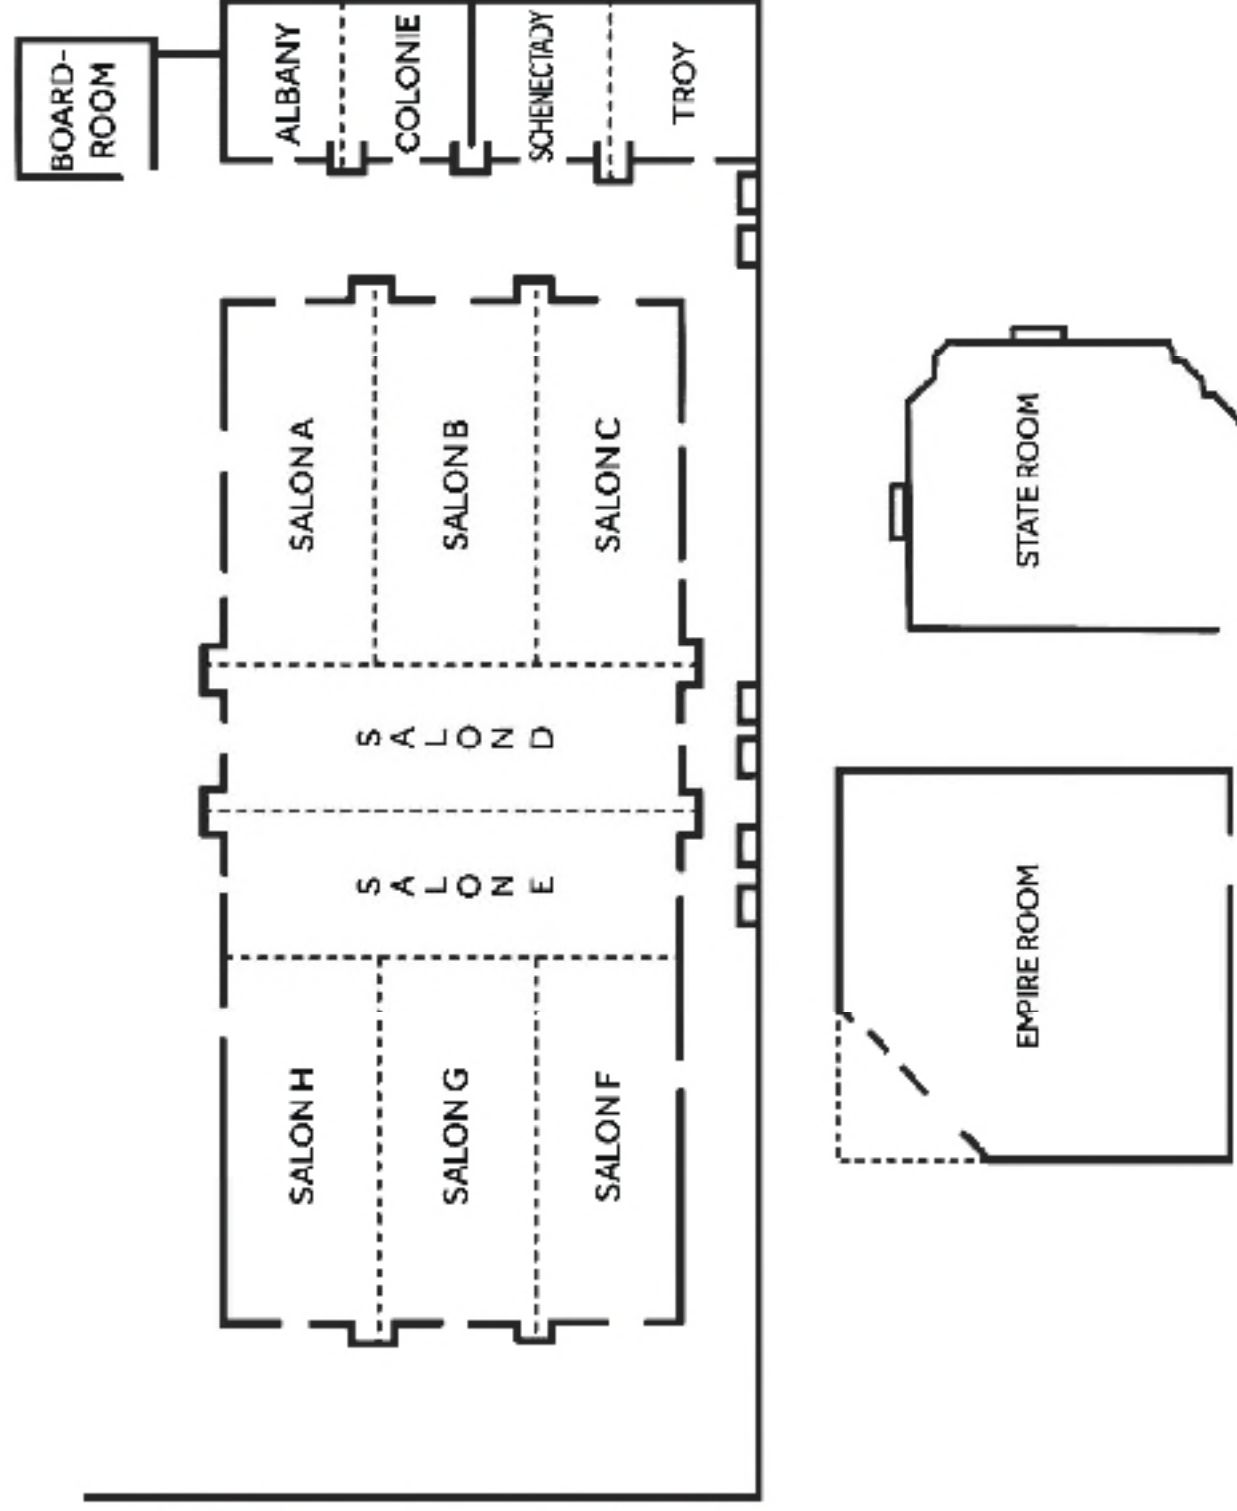 BOARD-
ROOM
ALBANY
COLONIE
SCHENECTADY
TROY
SALON A
SALON B
SALON C
STATE ROOM
SALON D
SALON E
EMPIRE ROOM
SALON H
SALON G
SALON F